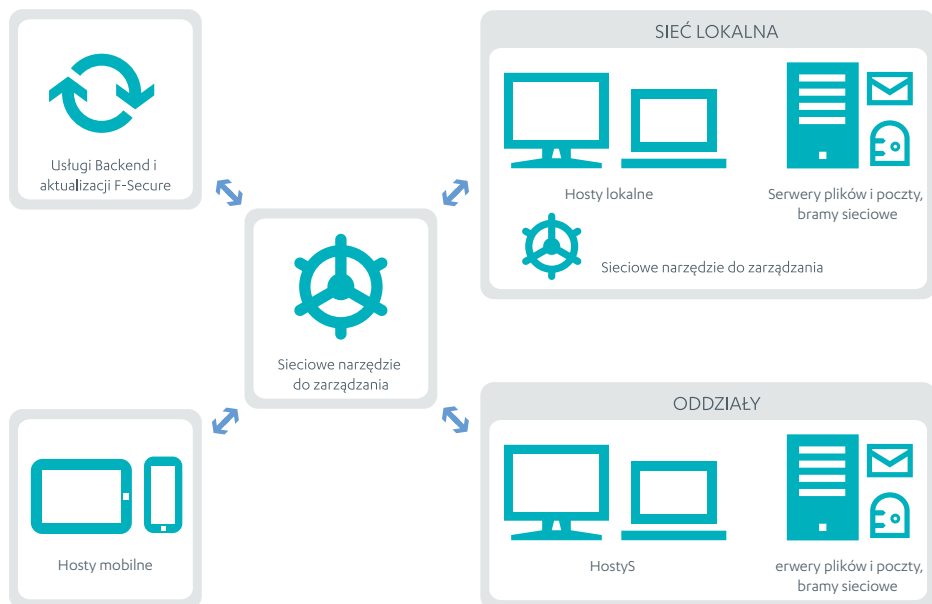 Usługi Backend i
aktualizacji F-Secure
SIEĆ LOKALNA
Hosty lokalne
Serwery plików i poczty,
bramy sieciowe
Sieciowe narzędzie do zarządzania
Sieciowe narzędzie
do zarządzania
Hosty mobilne
ODDZIAŁY
HostyS
erwery plików i poczty,
bramy sieciowe